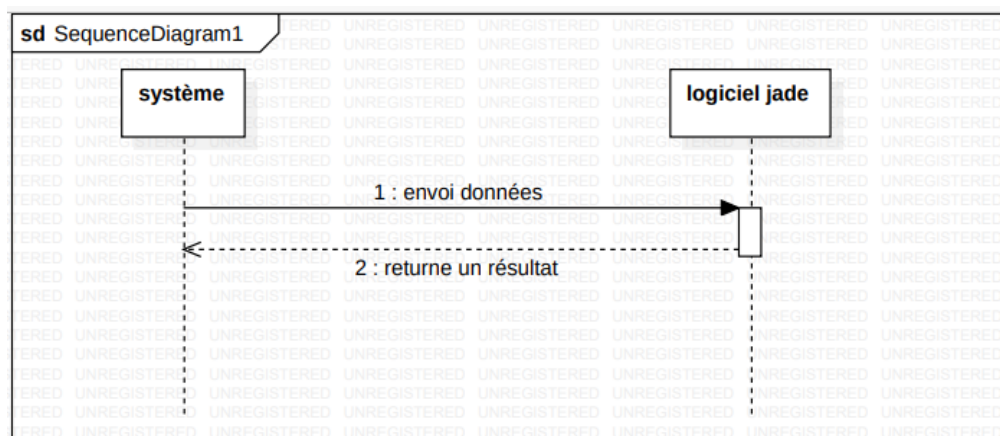 sd SequenceDiagram1
système
logiciel jade
1 : envoi données
2 : returne un résultat